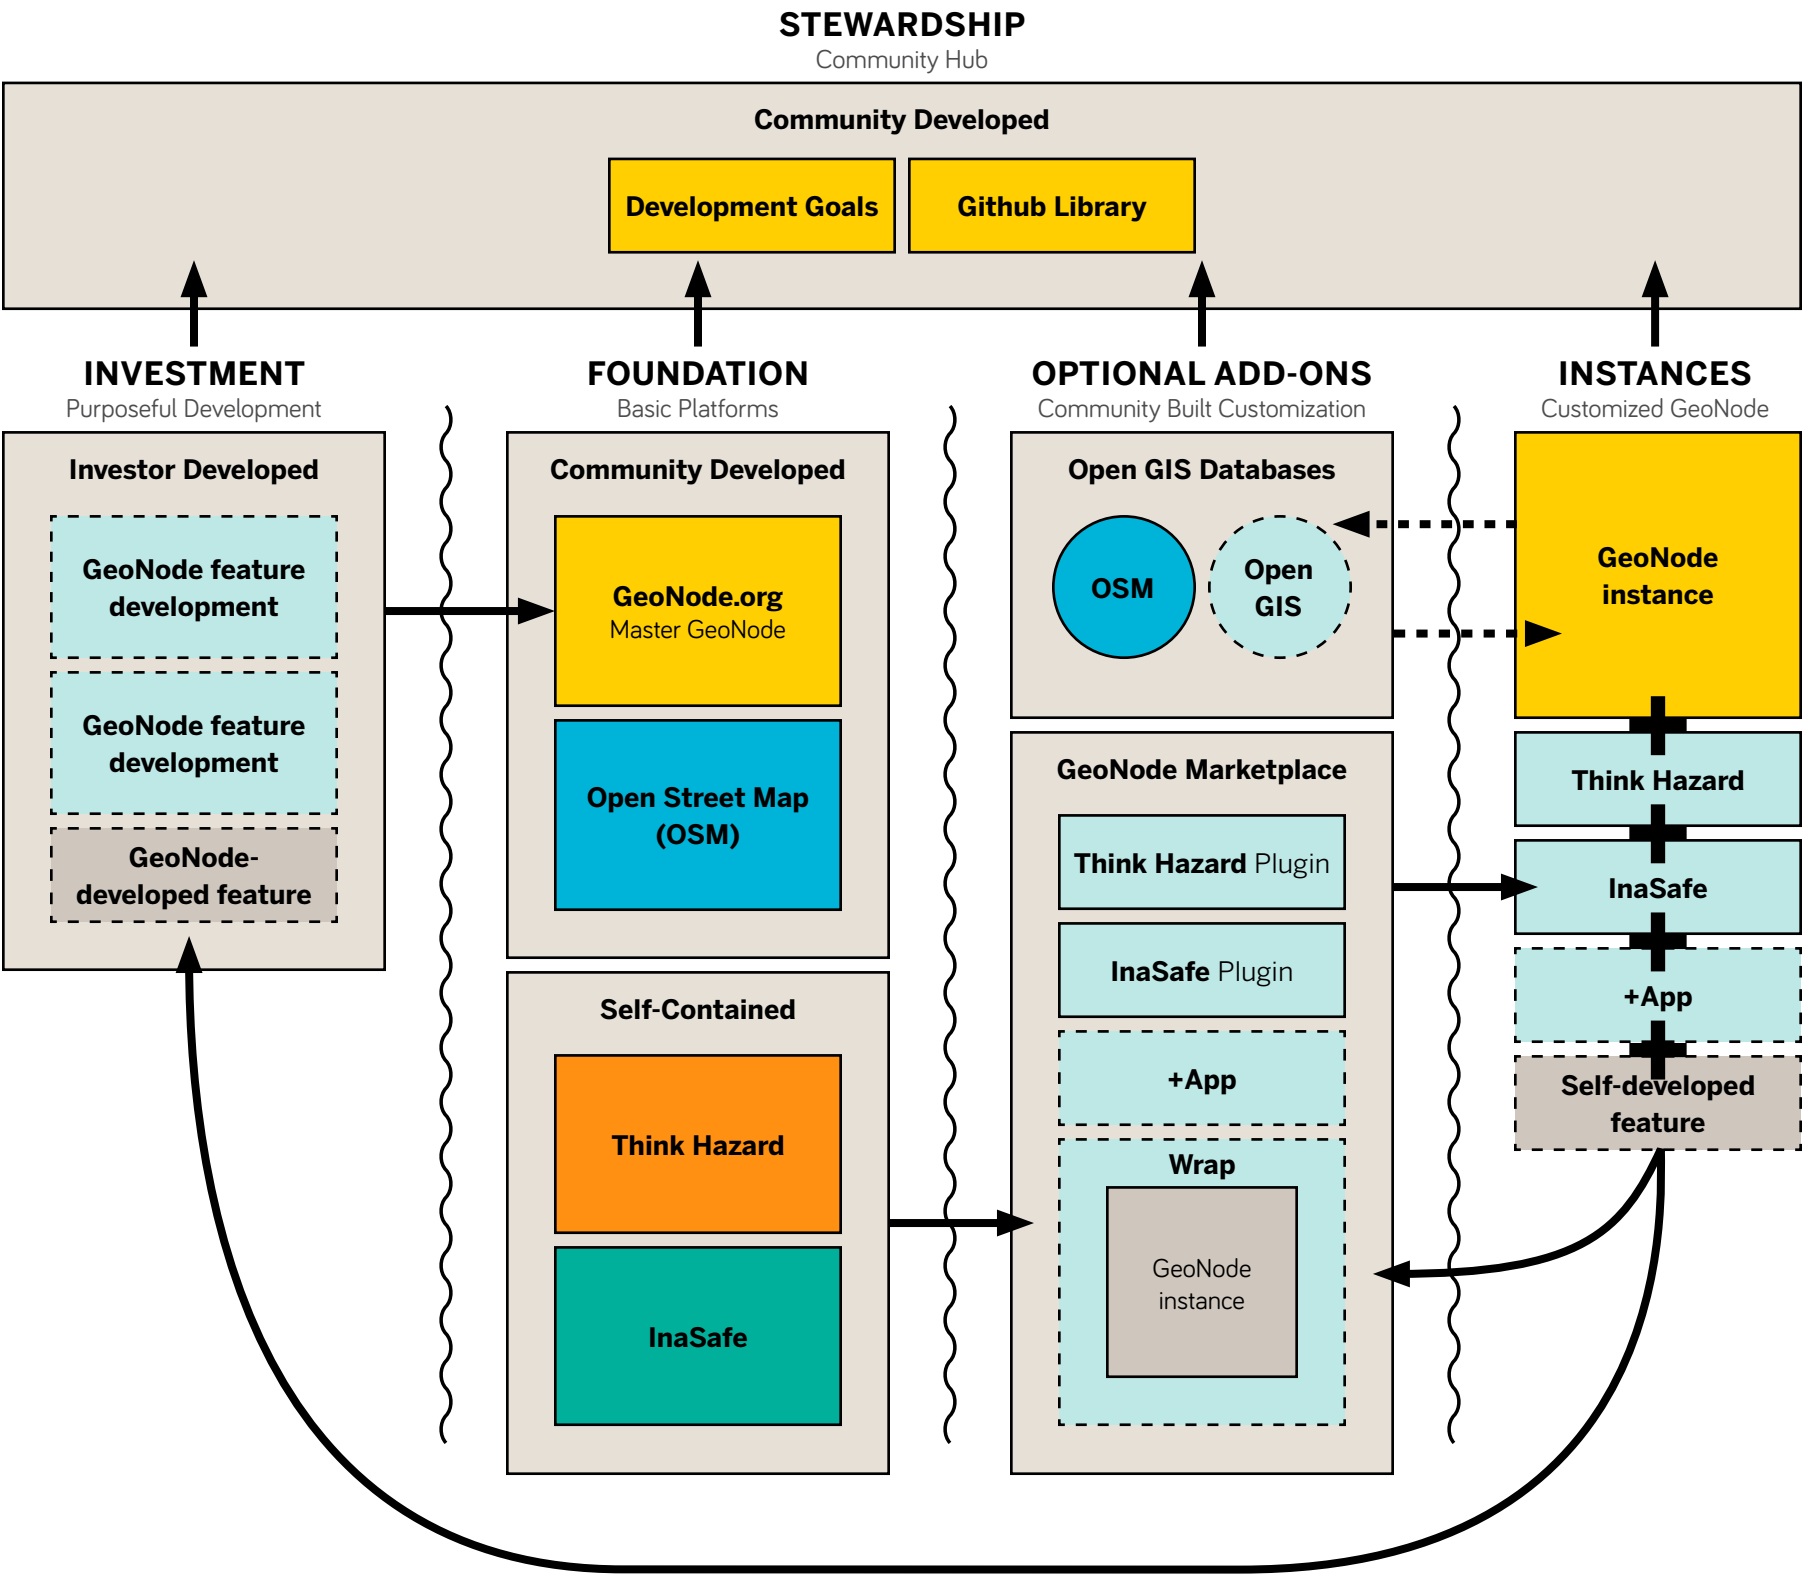 STEWARDSHIP
Community Hub
Community Developed
Development Goals
Github Library
INVESTMENT
Purposeful Development
Investor Developed
GeoNode feature
development
GeoNode feature
development
GeoNode-
developed feature
FOUNDATION
Basic Platforms
Community Developed
GeoNode.org
Master GeoNode
Open Street Map
(OSM)
Self-Contained
Think Hazard
InaSafe
OPTIONAL ADD-ONS
Community Built Customization
Open GIS Databases
OSM
Open
GIS
GeoNode Marketplace
Think Hazard Plugin
InaSafe Plugin
+App
Wrap
GeoNode
instance
INSTANCES
Customized GeoNode
GeoNode
instance
Think Hazard
InaSafe
+App
Self-developed
feature